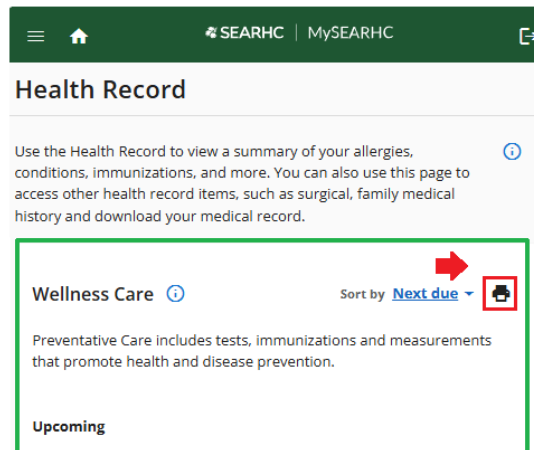 SEARHC | MySEARHC
Health Record
Use the Health Record to view a summary of your allergies,
conditions, immunizations, and more. You can also use this page to
access other health record items, such as surgical, family medical
history and download your medical record.
Wellness Care
Sort by Next due
Preventative Care includes tests, immunizations and measurements
that promote health and disease prevention.
Upcoming